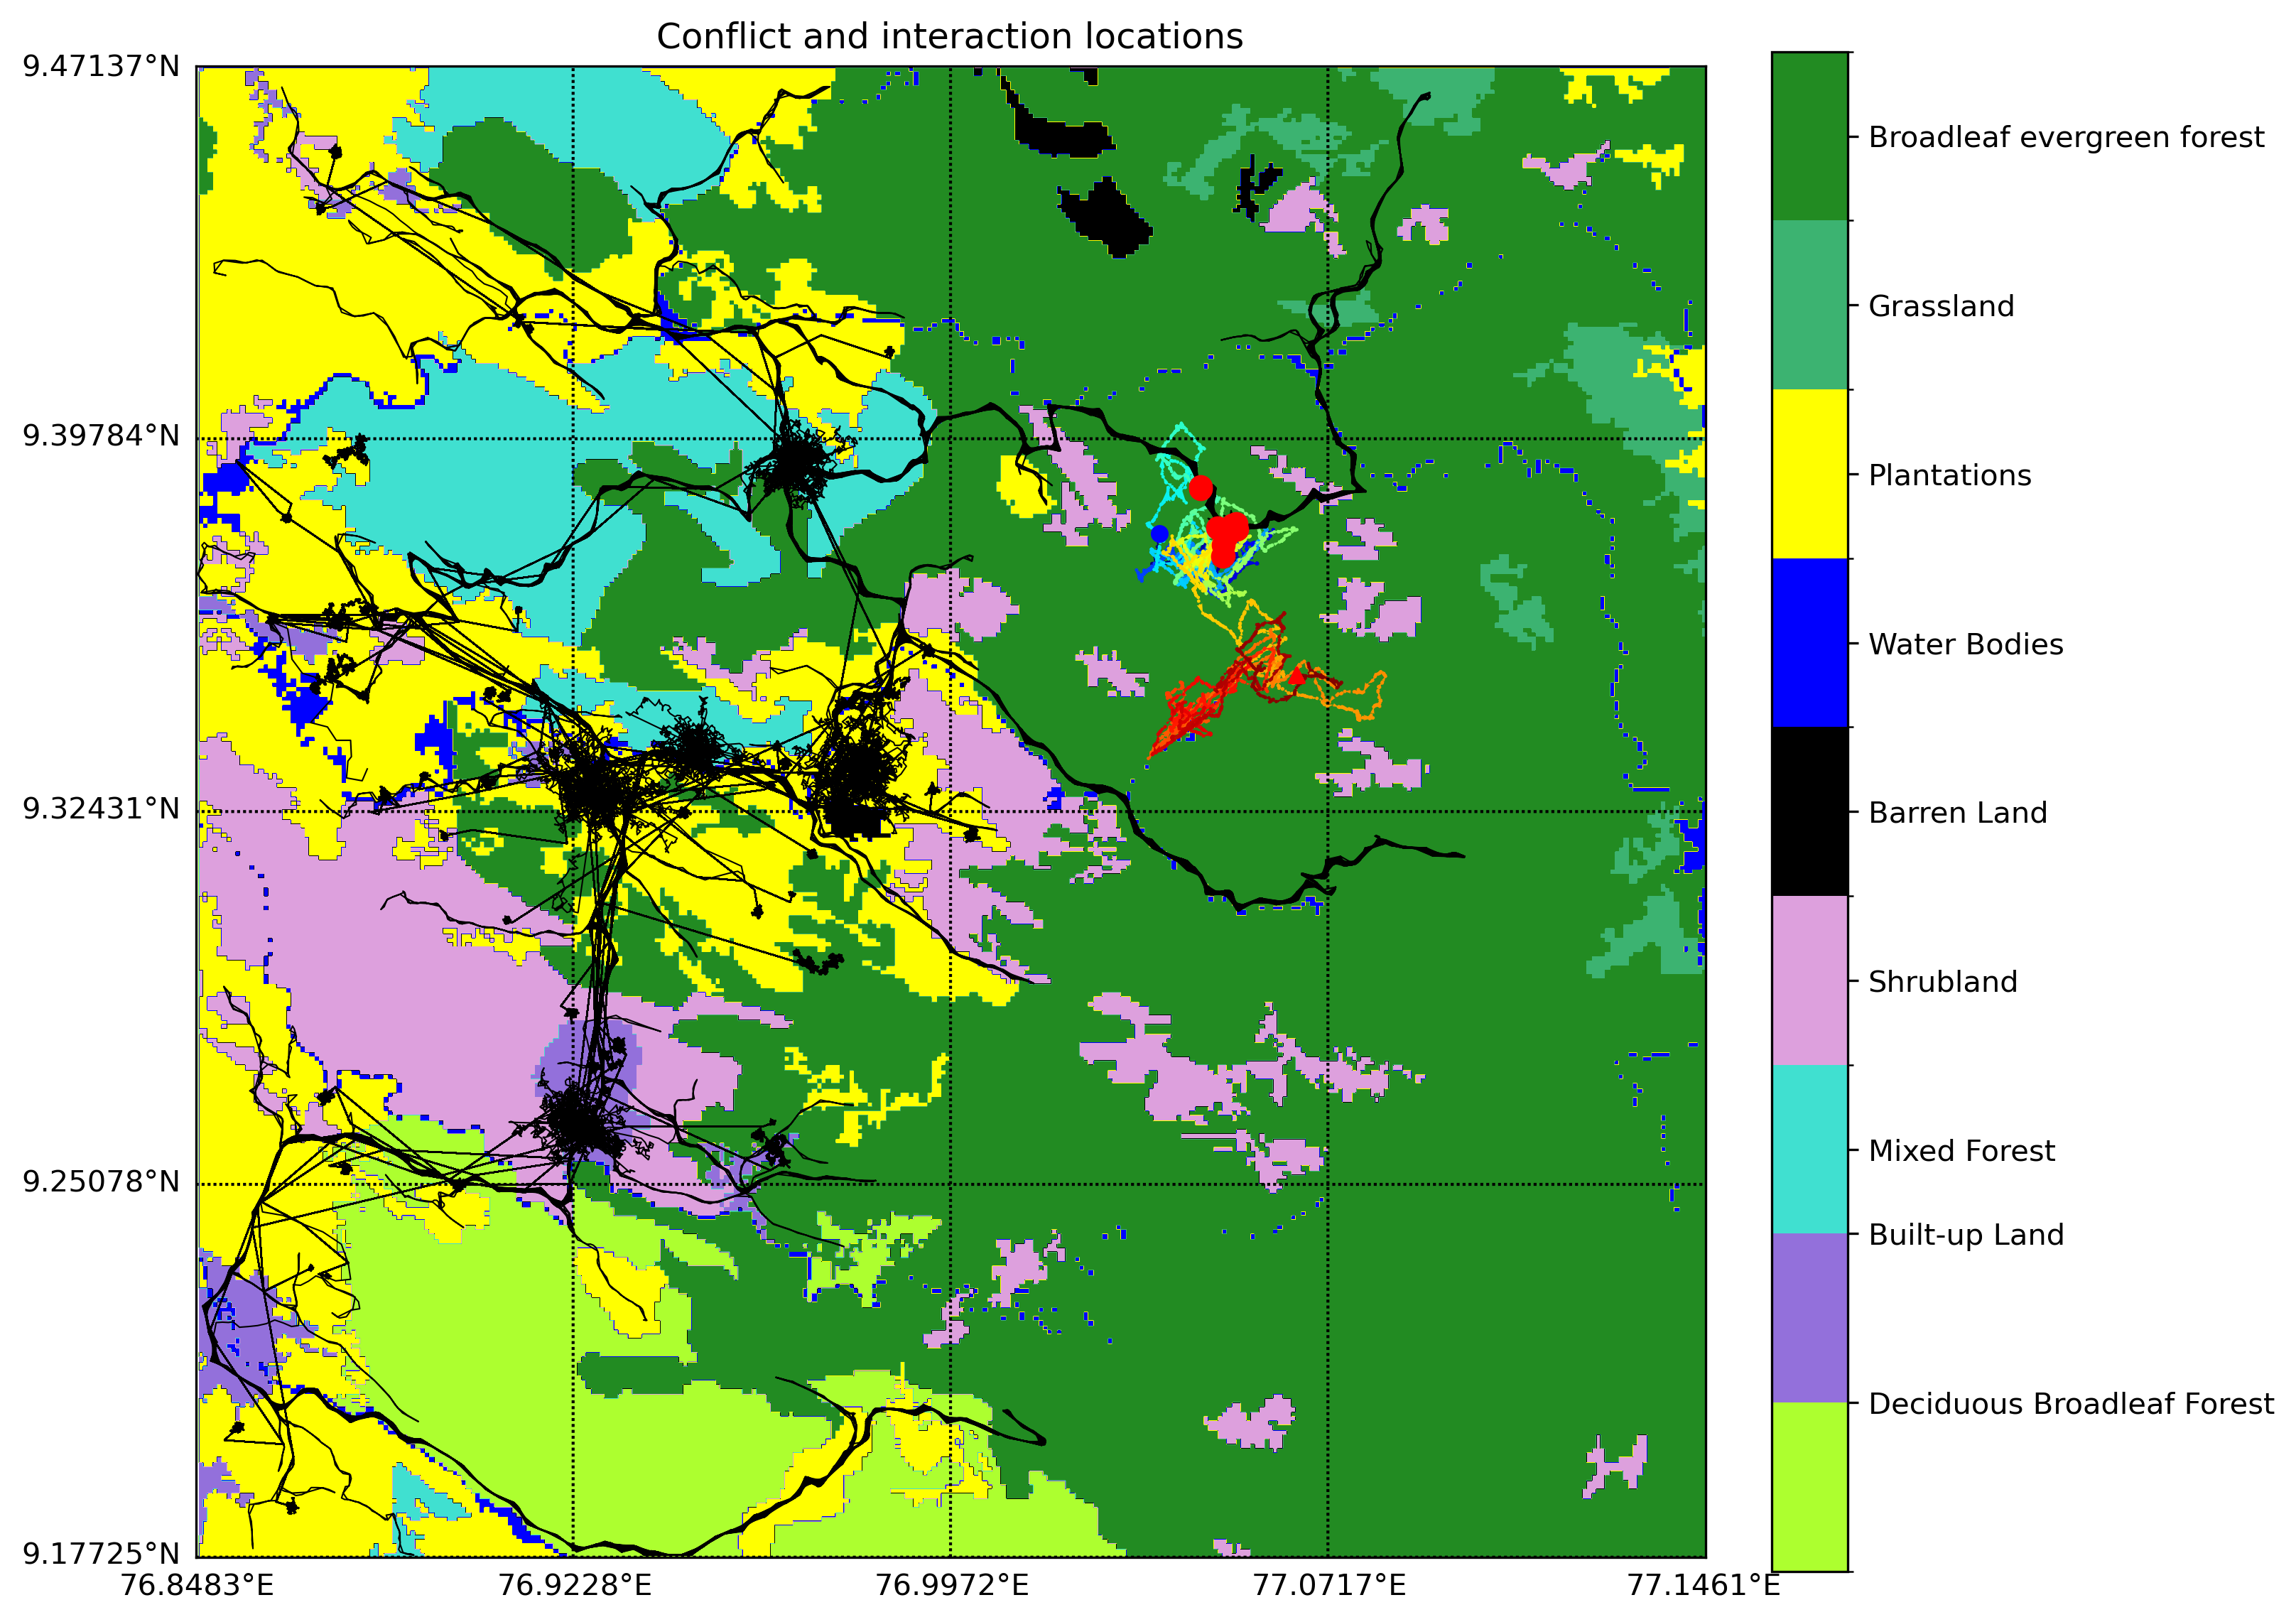 Conflict and interaction locations
9.47137°N
9.39784°N
9.32431°N
9.25078°N
9.17725°N
76.8483°E
76.9228°E
76.9972°E
77.0717°E
77.1461°E
Broadleaf evergreen forest
Grassland
Plantations
Water Bodies
Barren Land
Shrubland
Mixed Forest
Built-up Land
Deciduous Broadleaf Forest